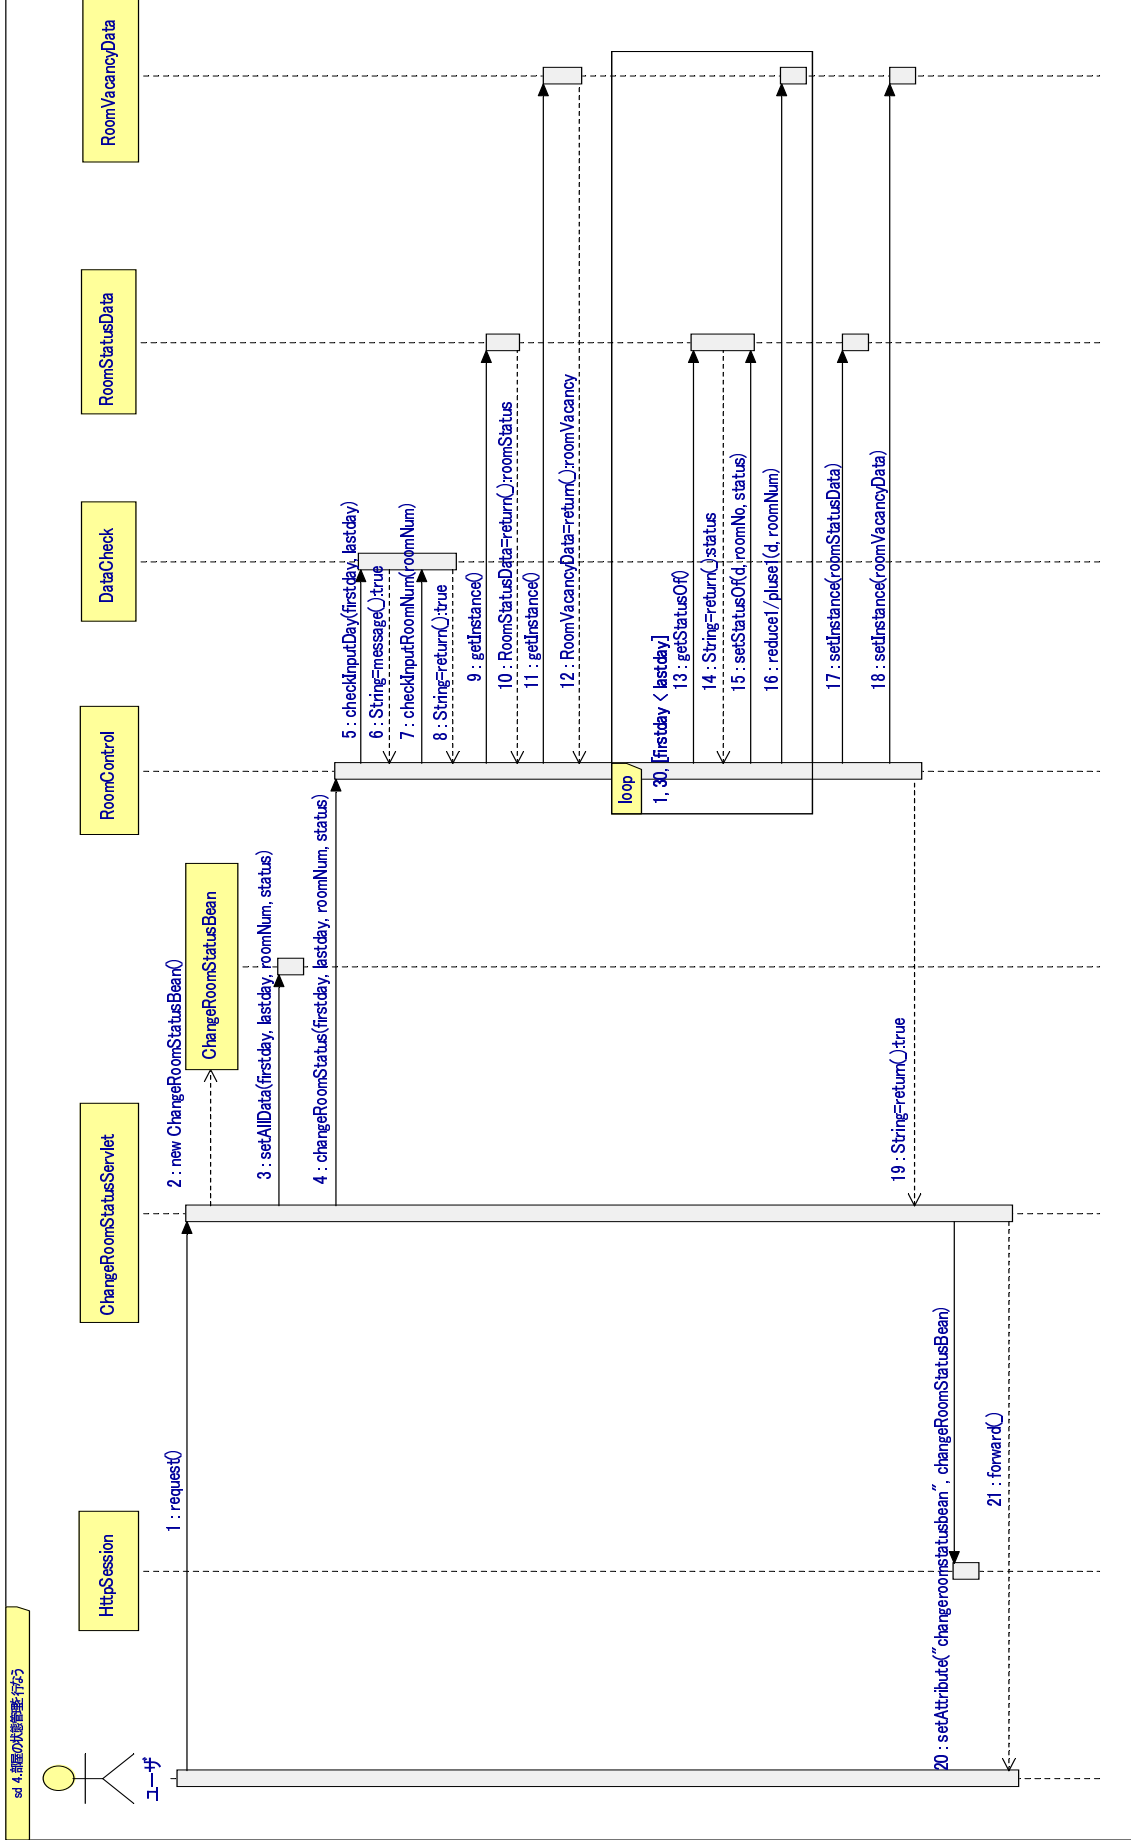 sd 4.部屋の状態管理を行なう
ユーザ
HttpSession
ChangeRoomStatusServlet
ChangeRoomStatusBean
RoomControl
DataCheck
RoomStatusData
RoomVacancyData
1 : request()
2 : new ChangeRoomStatusBean()
3 : setAllData(firstday, lastday, roomNum, status)
4 : changeRoomStatus(firstday, lastday, roomNum, status)
5 : checkInputDay(firstday, lastday)
6 : String=message(_):true
7 : checkInputRoomNum(roomNum)
8 : String=return(_):true
9 : getInstance()
10 : RoomStatusData=return(_):roomStatus
11 : getInstance()
12 : RoomVacancyData=return(_):roomVacancy
loop
1, 30, [firstday < lastday]
13 : getStatusOf()
14 : String=return(_):status
15 : setStatusOf(d, roomNo, status)
16 : reduce1/pluse1(d, roomNum)
17 : setInstance(roomStatusData)
18 : setInstance(roomVacancyData)
19 : String=return(_):true
20 : setAttribute("changeroomstatusbean", changeRoomStatusBean)
21 : forward(_)